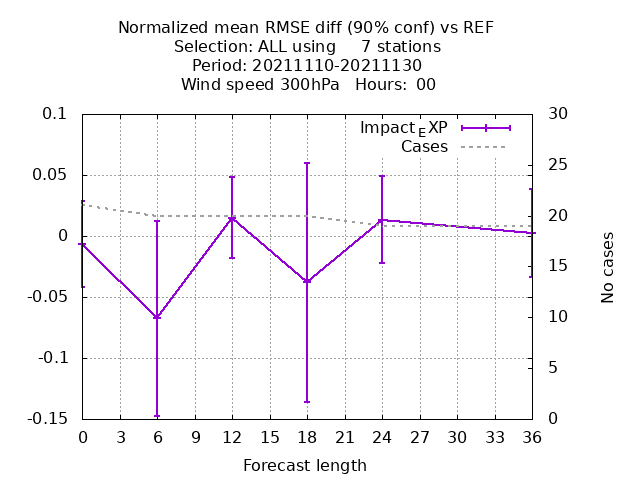 Normalized mean RMSE diff (90% conf) vs REF
Selection: ALL using 7 stations
Period: 20211110-20211130
Wind speed 300hPa Hours: 00
0.1
0.05
0
-0.05
-0.1
-0.15
30
25
20
15
10
5
0
Impact_EXP
Cases
No cases
0 3 6 9 12 15 18 21 24 27 30 33 36
Forecast length